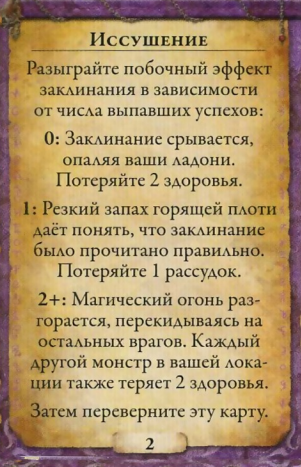 Иссушение
Разыграйте побочный эффект
заклинания в зависимости
от числа выпавших успехов:
0: Заклинание срывается,
опаляя ваши ладони.
Потеряйте 2 здоровья.
1: Резкий запах горящей плоти
даёт понять, что заклинание
было прочитано правильно.
Потеряйте 1 рассудок.
2+: Магический огонь раз-
горается, перекидываясь на
остальных врагов. Каждый
другой монстр в вашей лока-
ции также теряет 2 здоровья.
Затем переверните эту карту.
2